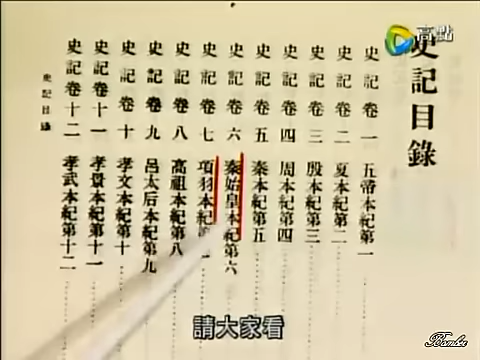 高點
史記目錄
史記卷一 五帝本紀第一
史記卷二 夏本紀第二
史記卷三 殷本紀第三
史記卷四 周本紀第四
史記卷五 秦本紀第五
史記卷六 秦始皇本紀第六
史記卷七 項羽本紀
史記卷八 高祖本紀第八
史記卷九 呂太后本紀第九
史記卷十 孝文本紀第十
史記卷十一 孝景本紀第十一
史記卷十二 孝武本紀第十二
史記目錄
請大家看